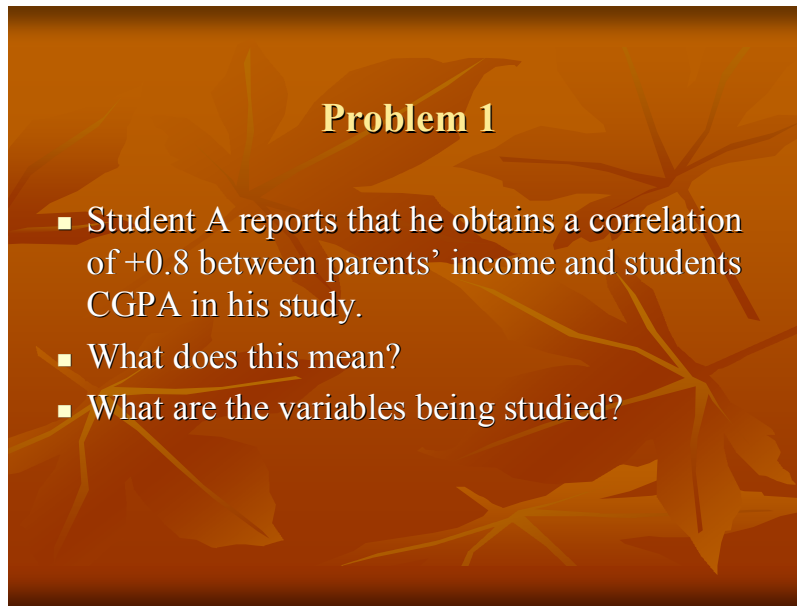 Problem 1
Student A reports that he obtains a correlation
of +0.8 between parents’ income and students
CGPA in his study.
What does this mean?
What are the variables being studied?